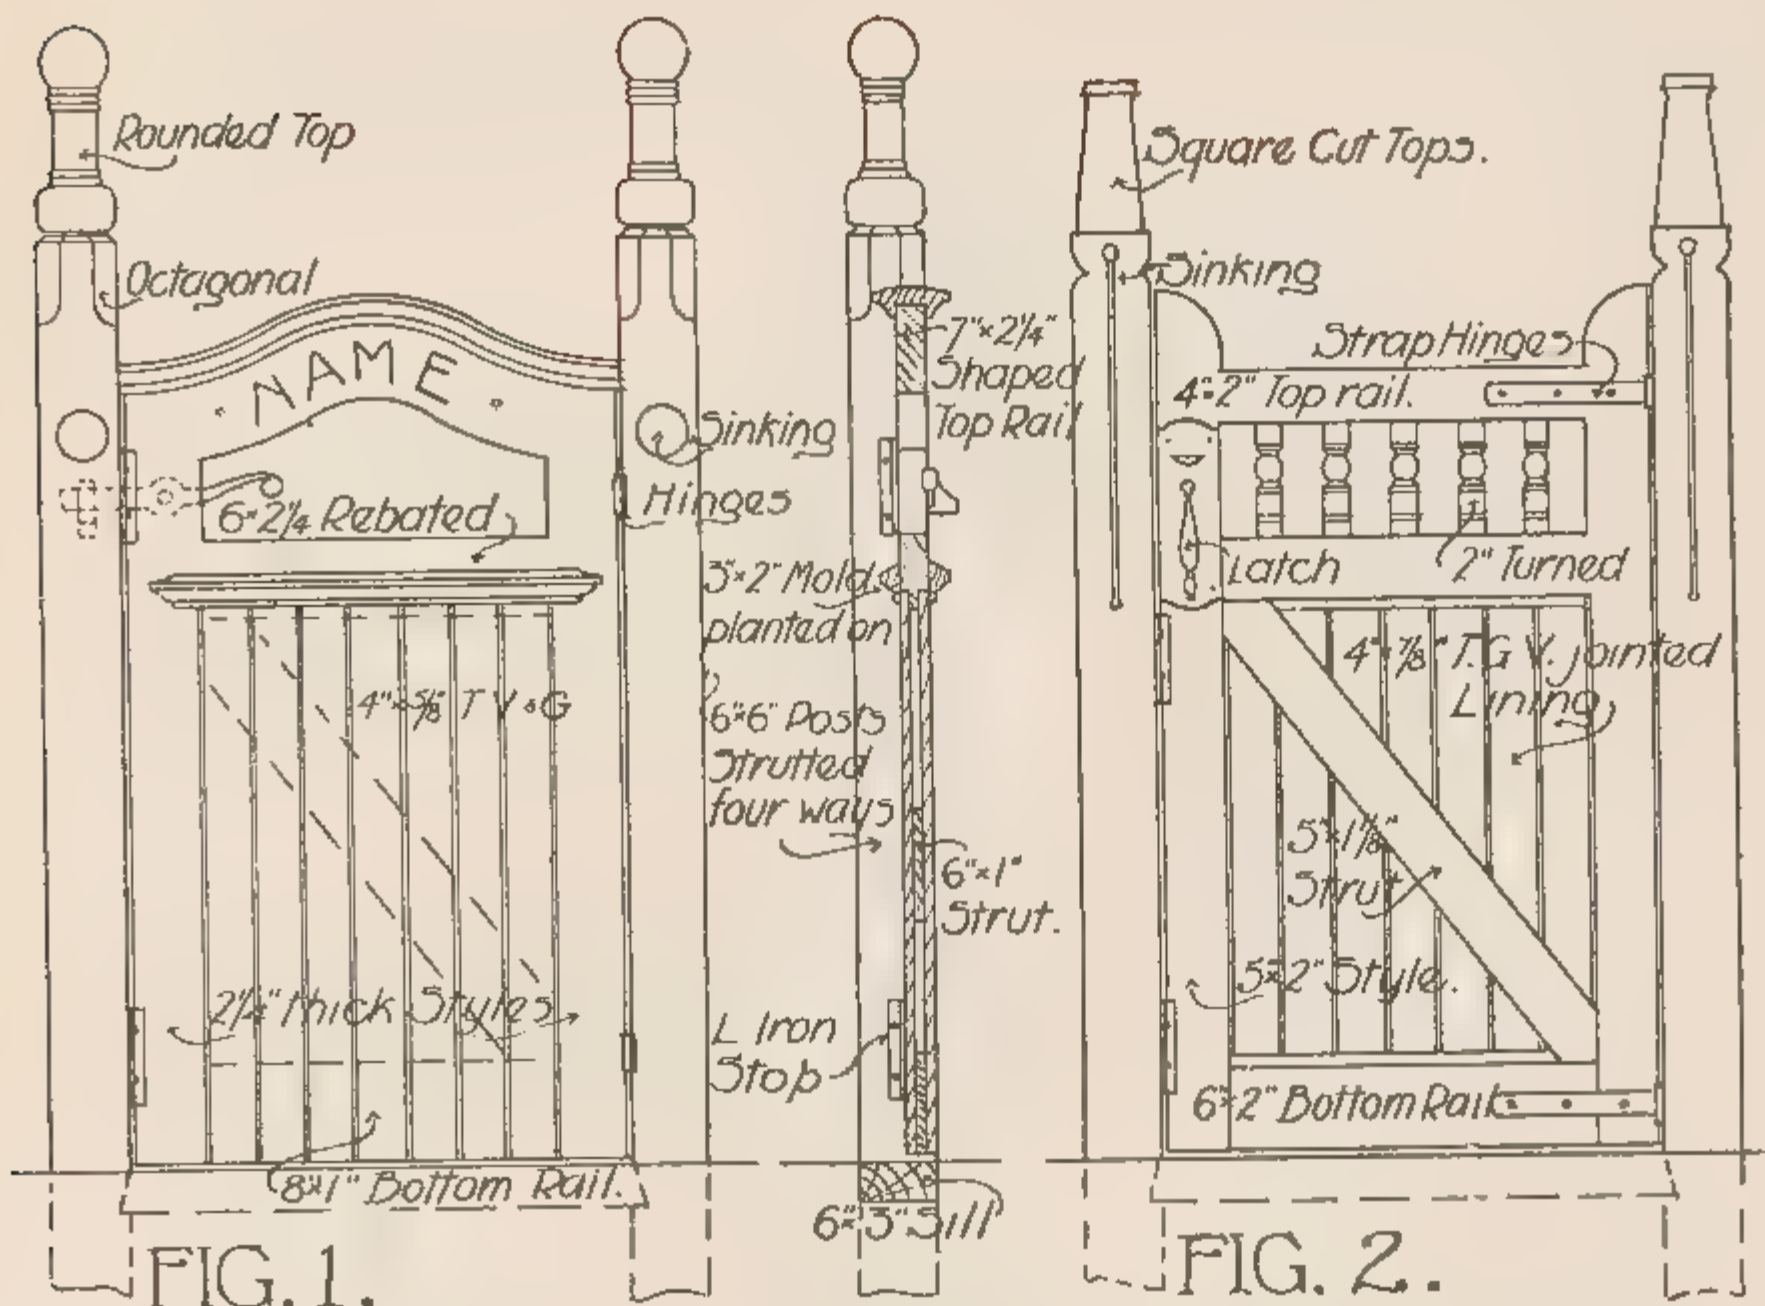 Rounded Top
Octagonal
NAME
Sinking
Hinges
6"×2¼ Rebated
3"×2" Mold
planted on
4"×⅝" T V & G
6"×6" Posts
Strutted
four ways
2¼" thick Styles
8"×1" Bottom Rail.
FIG. 1.
7"×2¼"
Shaped
Top Rail
6"×1"
Strut.
L Iron
Stop
6"×3" Sill
Square Cut Tops.
Sinking
Strap Hinges
4"×2" Top rail.
Latch
2" Turned
4"×⅞" T.G V. jointed
Lining
5"×1⅛"
Strut
5"×2" Style.
6"×2" Bottom Rail
FIG. 2.